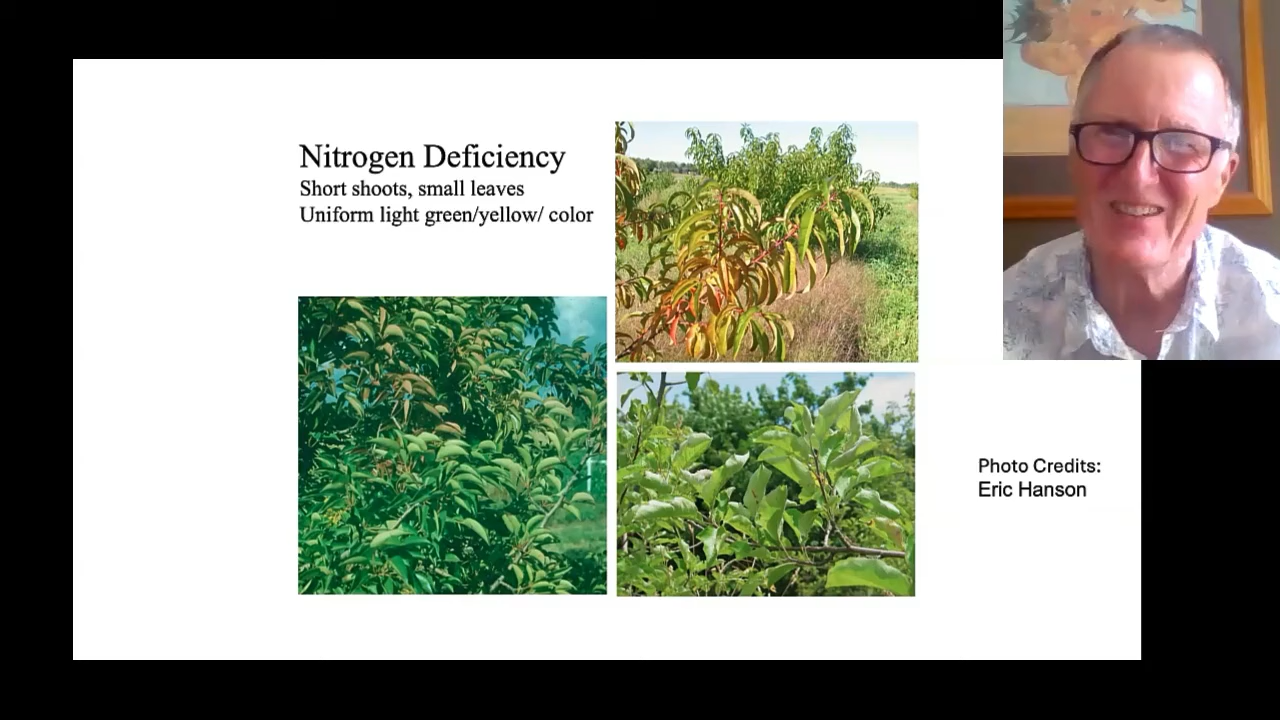 Nitrogen Deficiency
Short shoots, small leaves
Uniform light green/yellow/ color
Photo Credits:
Eric Hanson